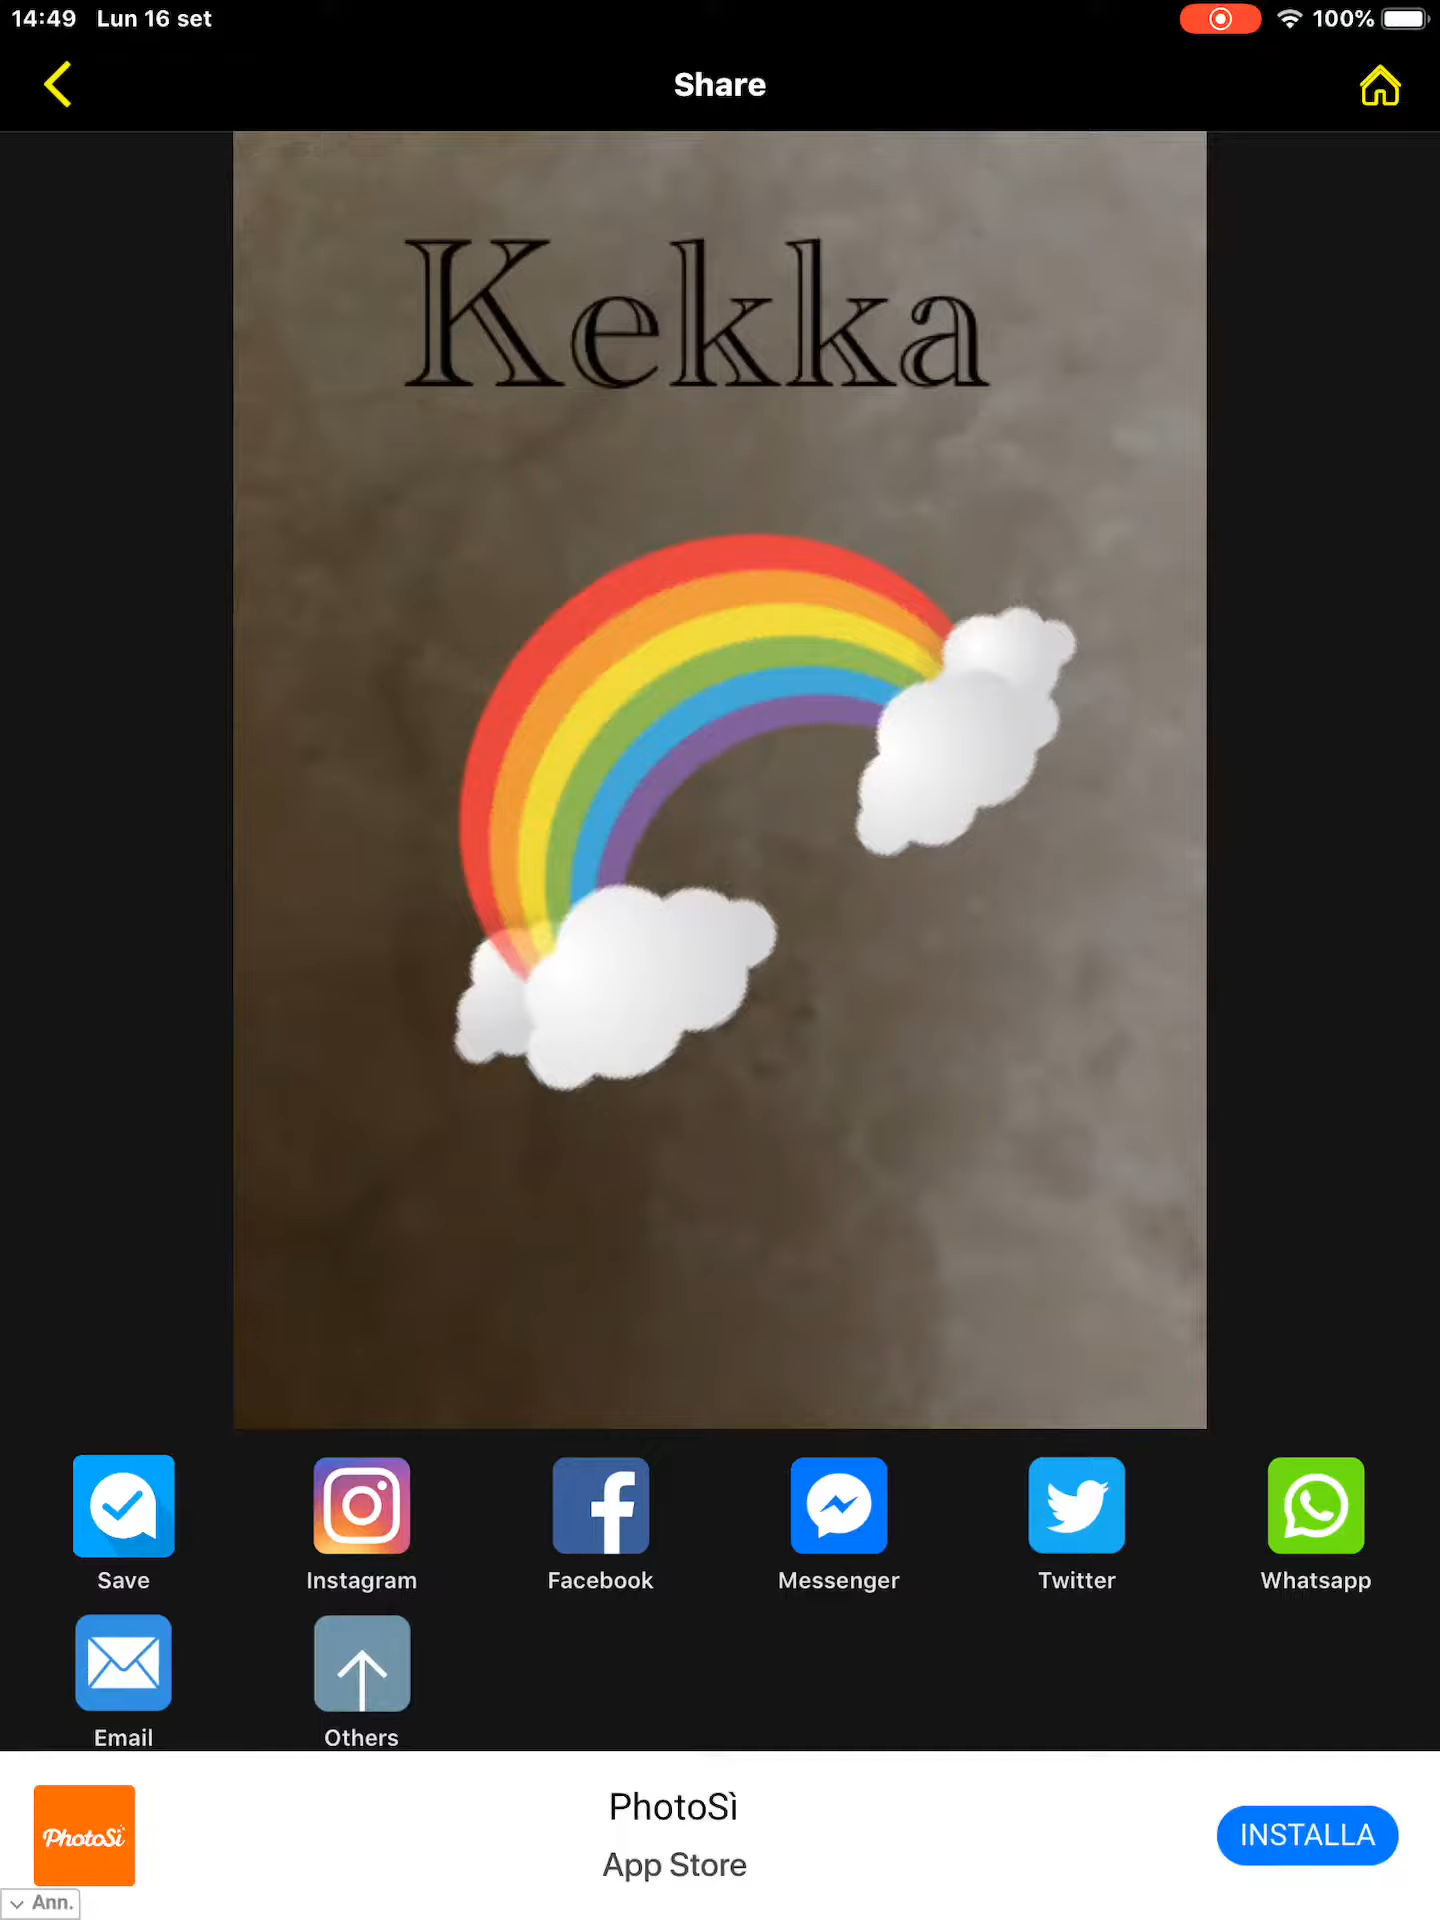 14:49 Lun 16 set 100%
Share
Kekka
Save Instagram Facebook Messenger Twitter Whatsapp
Email Others
PhotoSì
PhotoSì
App Store
INSTALLA
Ann.